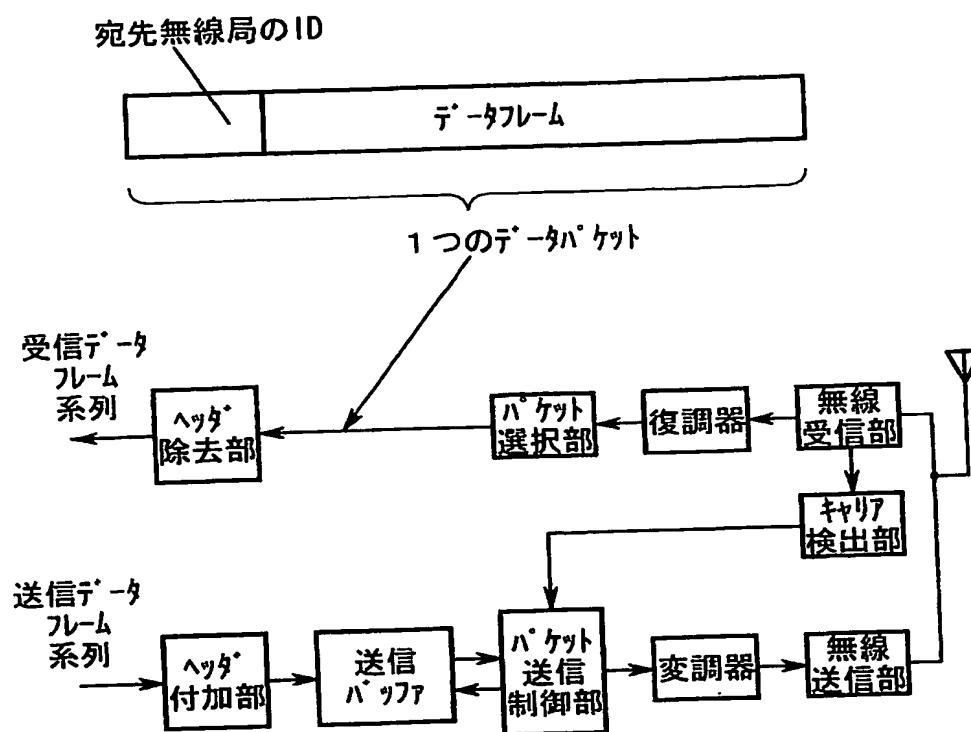 宛先無線局のID
データフレーム
1つのデータパケット
受信データ
フレーム
系列
ヘッダ
除去部
パケット
選択部
復調器
無線
受信部
キャリア
検出部
送信データ
フレーム
系列
ヘッダ
付加部
送信
バッファ
パケット
送信
制御部
変調器
無線
送信部